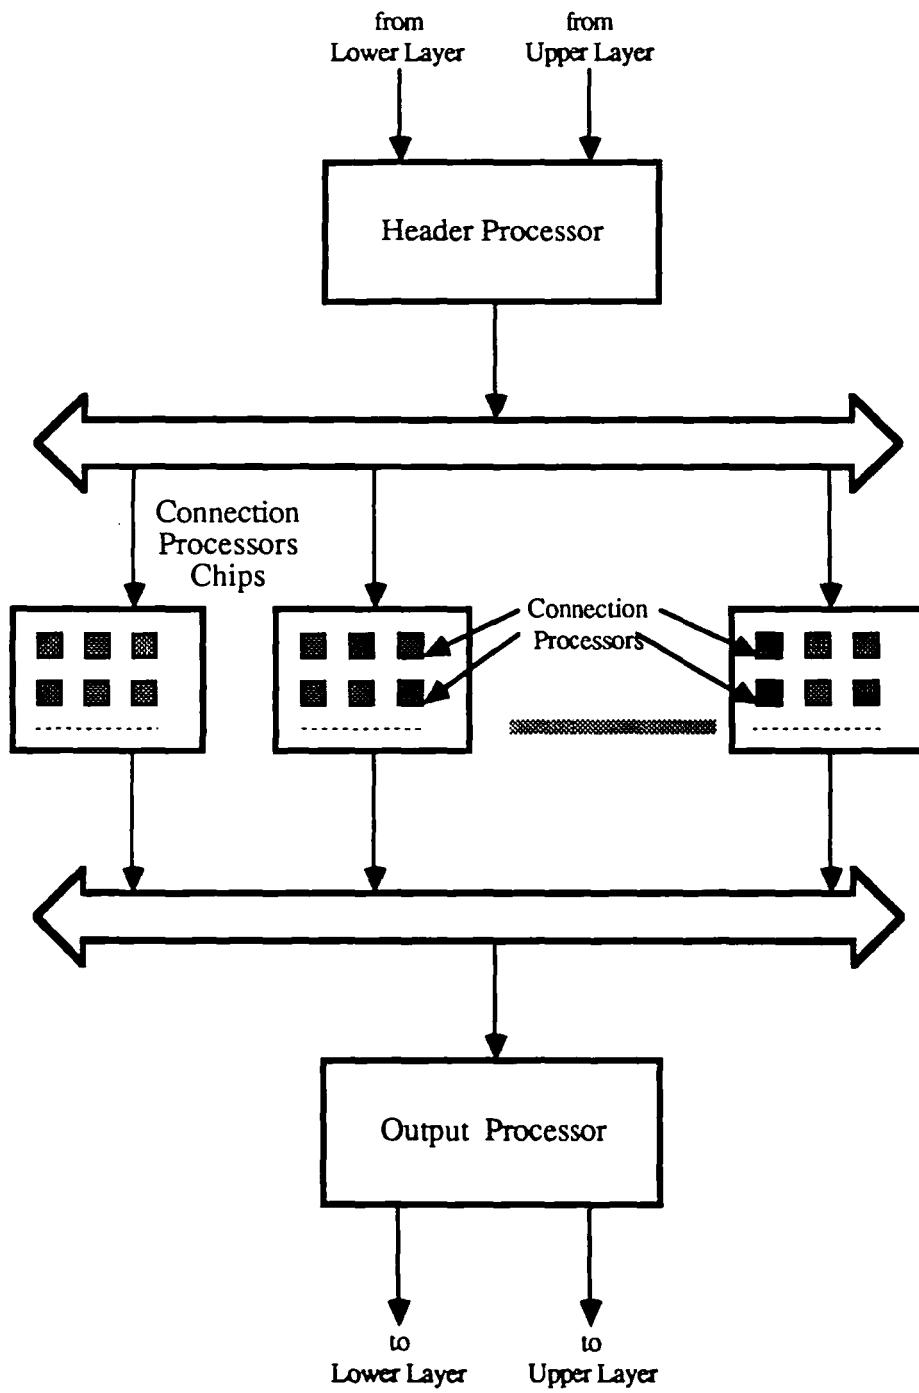 from
Lower Layer
from
Upper Layer
Header Processor
Connection
Processors
Chips
Connection
Processors
Output Processor
to
Lower Layer
to
Upper Layer